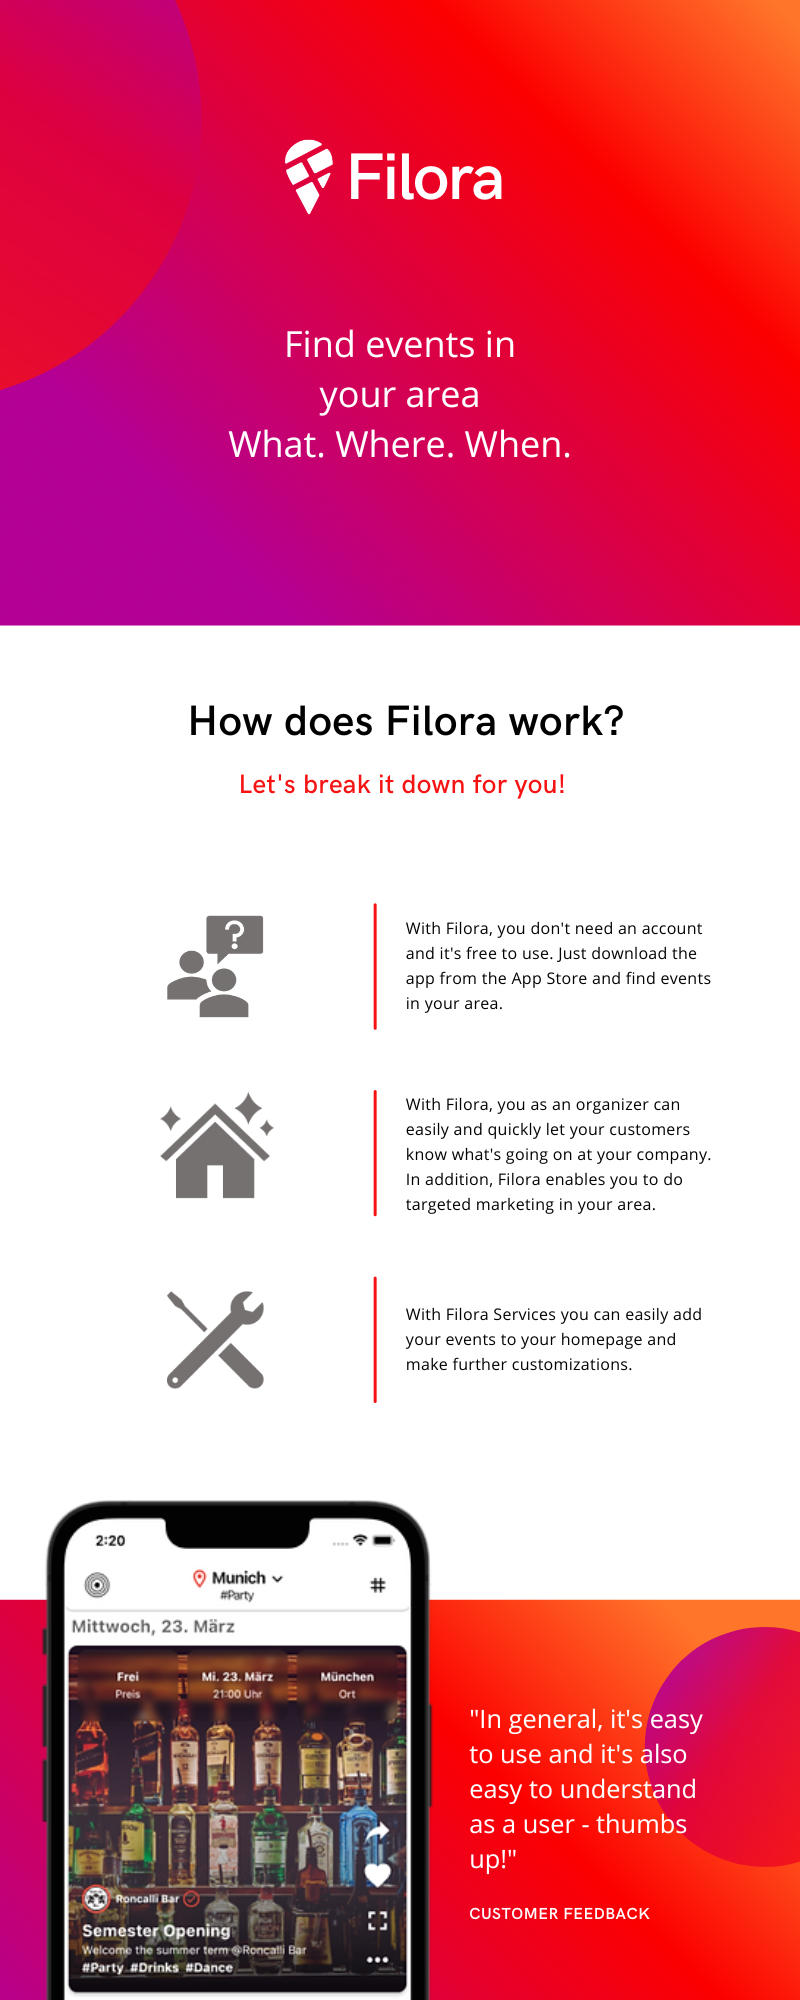 Filora
Find events in
your area
What. Where. When.
How does Filora work?
Let's break it down for you!
?
With Filora, you don't need an account
and it's free to use. Just download the
app from the App Store and find events
in your area.
With Filora, you as an organizer can
easily and quickly let your customers
know what's going on at your company.
In addition, Filora enables you to do
targeted marketing in your area.
With Filora Services you can easily add
your events to your homepage and
make further customizations.
2:20
Munich
#Party
#
Mittwoch, 23. März
Frei
Preis
Mi. 23. März
21:00 Uhr
München
Ort
Roncalli Bar
Semester Opening
Welcome the summer term @Roncalli Bar
#Party #Drinks #Dance
"In general, it's easy
to use and it's also
easy to understand
as a user - thumbs
up!"
CUSTOMER FEEDBACK